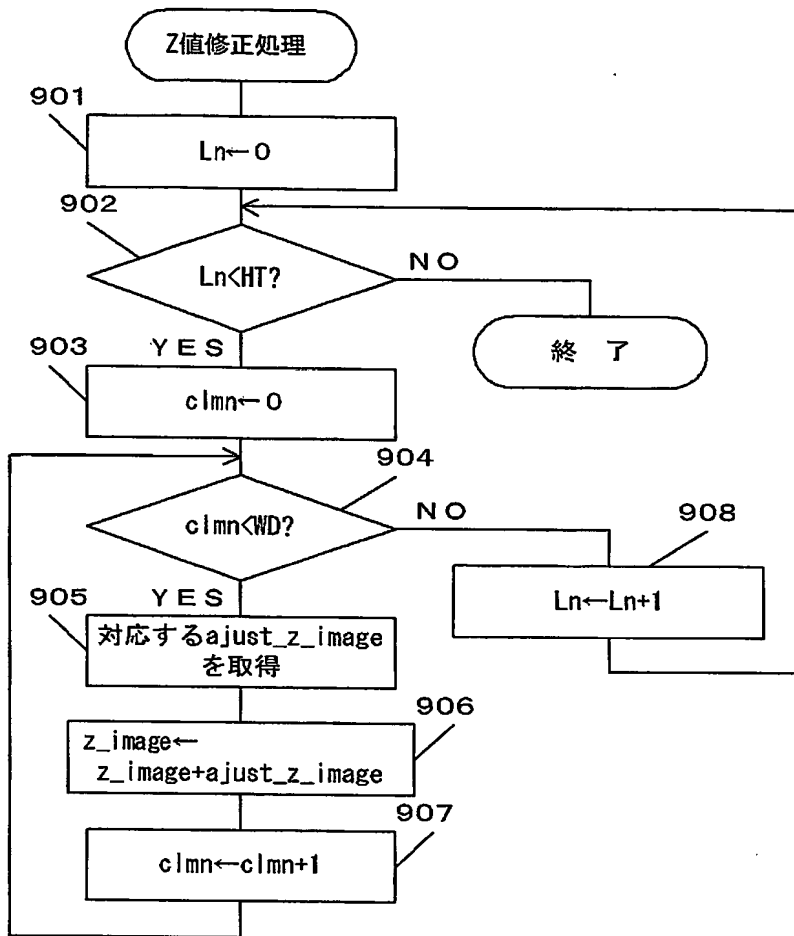 Z値修正処理
901
Ln←0
902
Ln<HT?
NO
終 了
YES
903
clmn←0
904
clmn<WD?
NO
908
Ln←Ln+1
YES
905
対応するajust_z_image
を取得
906
z_image←
z_image+ajust_z_image
907
clmn←clmn+1